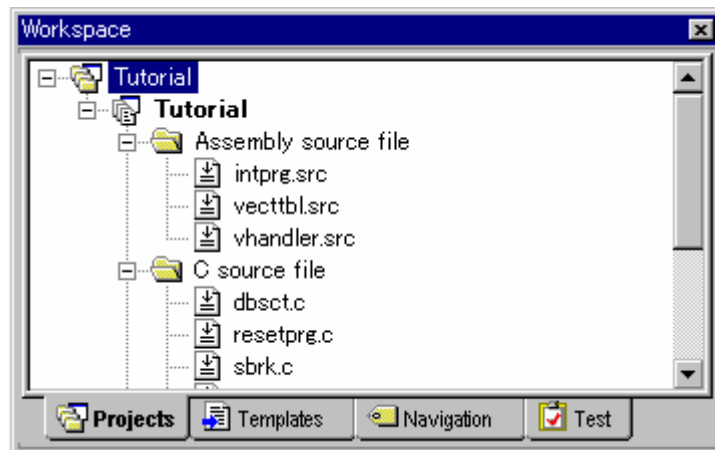 Workspace
Tutorial
Tutorial
Assembly source file
intprg.src
vecttbl.src
vhandler.src
C source file
dbsct.c
resetprg.c
sbrk.c
Projects Templates Navigation Test